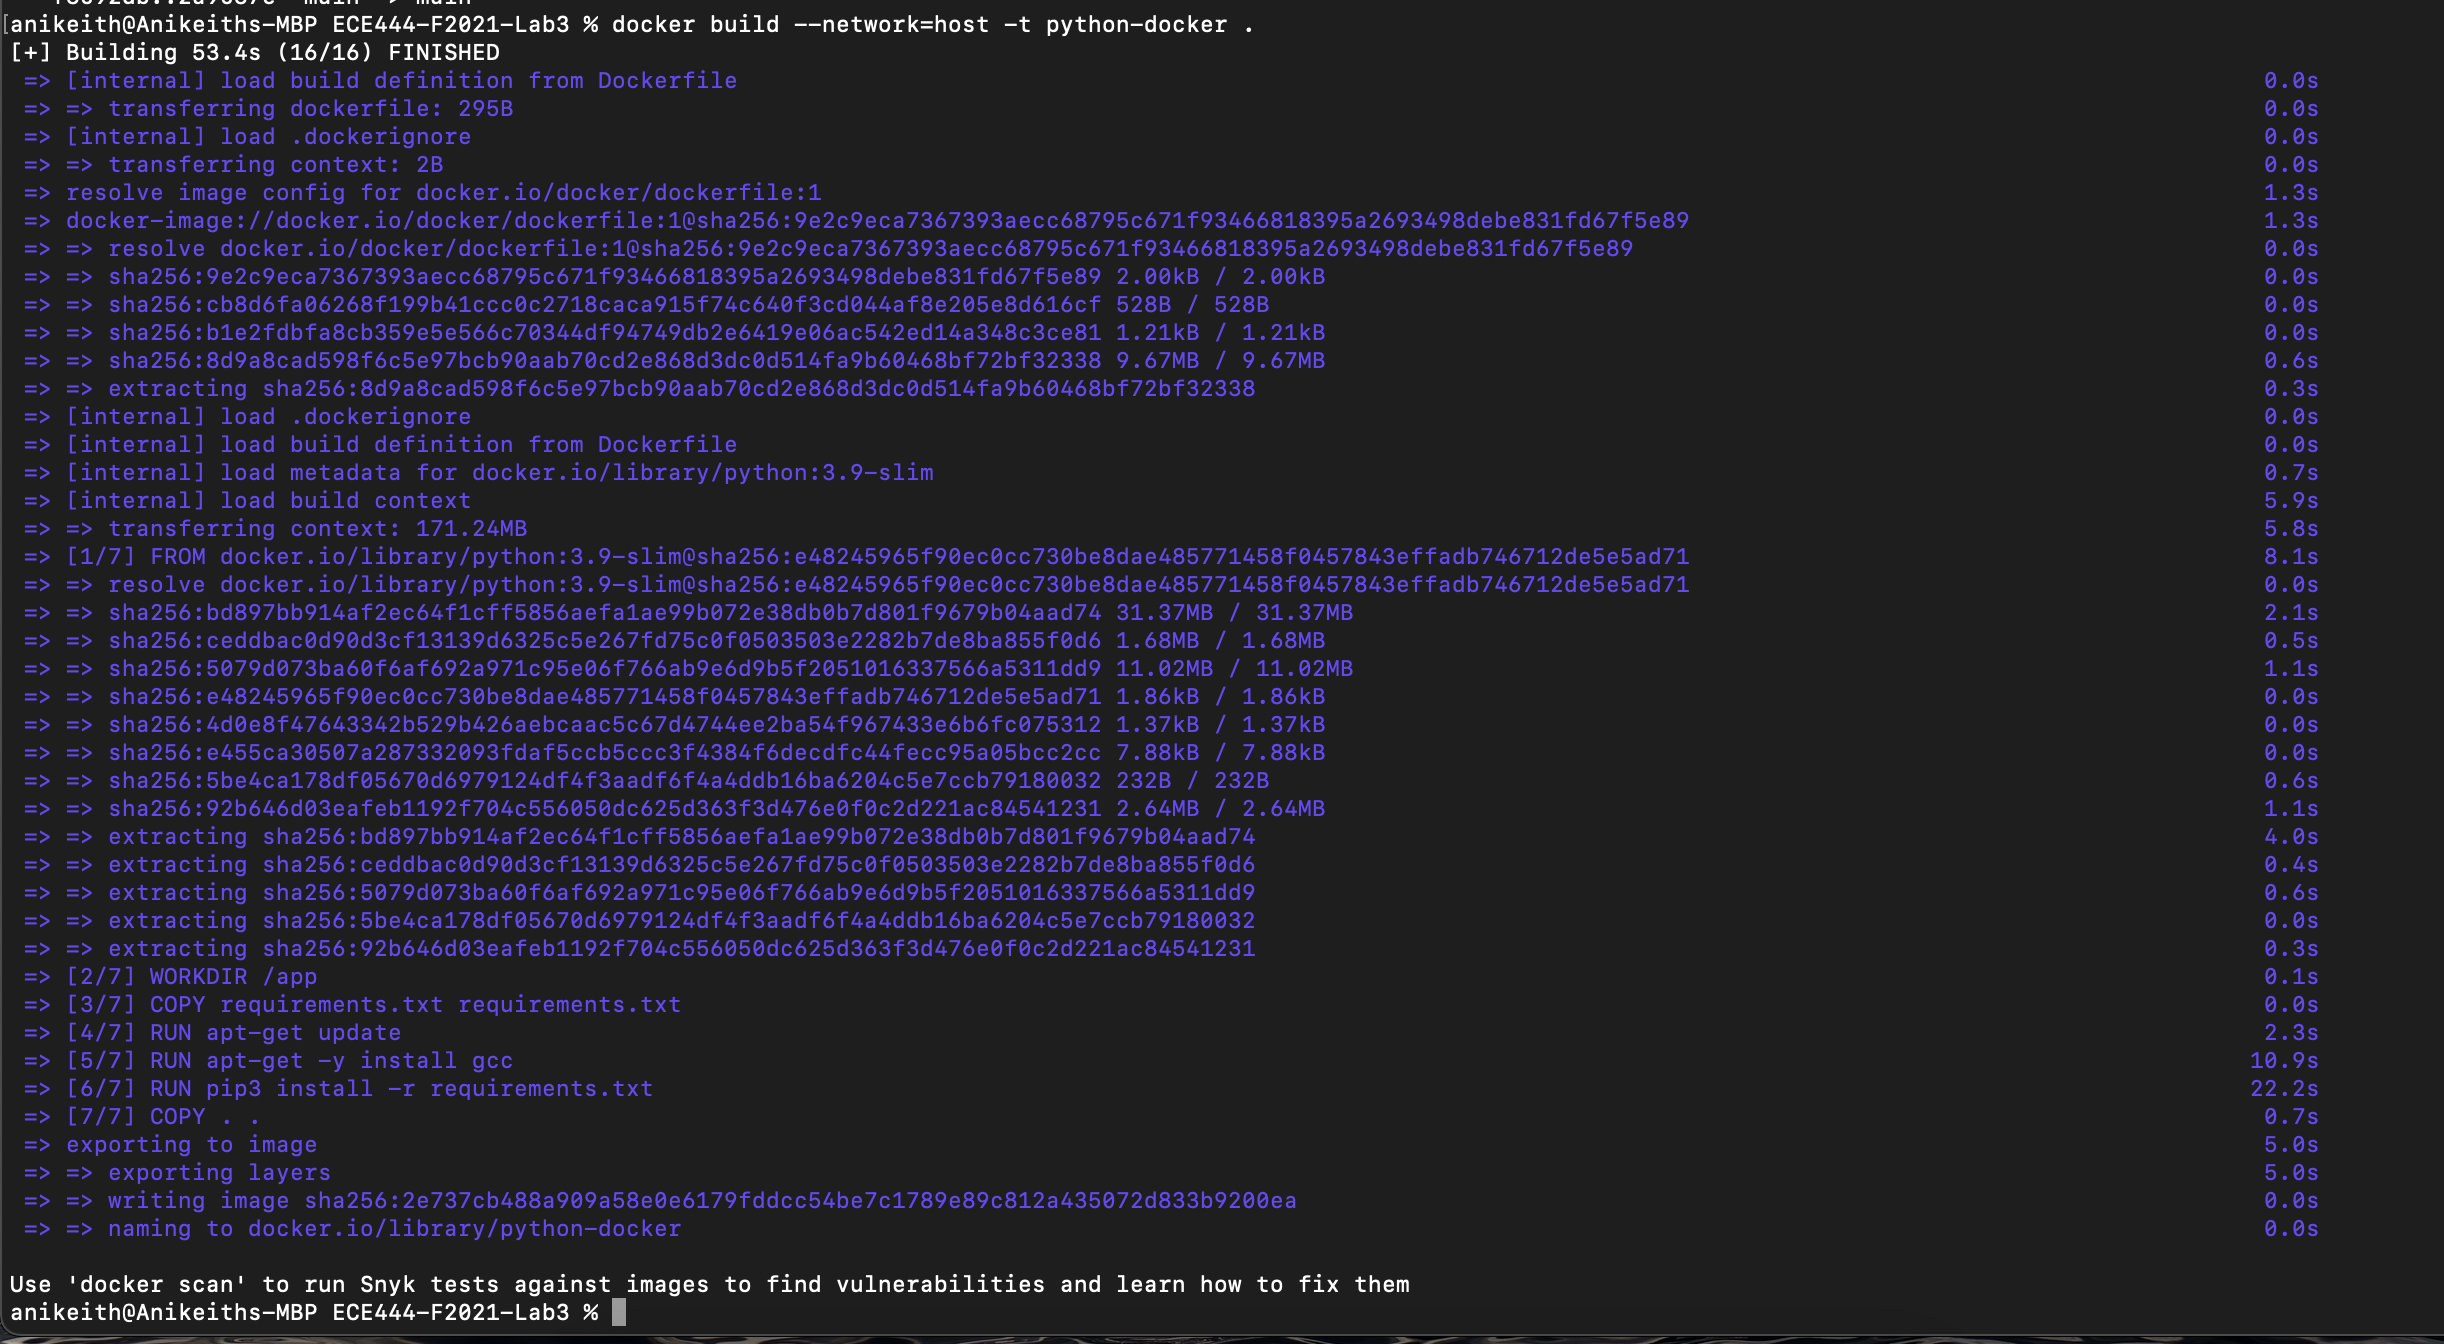 main -> main
[anikeith@Anikeiths-MBP ECE444-F2021-Lab3 % docker build --network=host -t python-docker .
[+] Building 53.4s (16/16) FINISHED
=> [internal] load build definition from Dockerfile 0.0s
=> => transferring dockerfile: 295B 0.0s
=> [internal] load .dockerignore 0.0s
=> => transferring context: 2B 0.0s
=> resolve image config for docker.io/docker/dockerfile:1 1.3s
=> docker-image://docker.io/docker/dockerfile:1@sha256:9e2c9eca7367393aecc68795c671f93466818395a2693498debe831fd67f5e89 1.3s
=> => resolve docker.io/docker/dockerfile:1@sha256:9e2c9eca7367393aecc68795c671f93466818395a2693498debe831fd67f5e89 0.0s
=> => sha256:9e2c9eca7367393aecc68795c671f93466818395a2693498debe831fd67f5e89 2.00kB / 2.00kB 0.0s
=> => sha256:cb8d6fa06268f199b41ccc0c2718caca915f74c640f3cd044af8e205e8d616cf 528B / 528B 0.0s
=> => sha256:b1e2fdbfa8cb359e5e566c70344df94749db2e6419e06ac542ed14a348c3ce81 1.21kB / 1.21kB 0.0s
=> => sha256:8d9a8cad598f6c5e97bcb90aab70cd2e868d3dc0d514fa9b60468bf72bf32338 9.67MB / 9.67MB 0.6s
=> => extracting sha256:8d9a8cad598f6c5e97bcb90aab70cd2e868d3dc0d514fa9b60468bf72bf32338 0.3s
=> [internal] load .dockerignore 0.0s
=> [internal] load build definition from Dockerfile 0.0s
=> [internal] load metadata for docker.io/library/python:3.9-slim 0.7s
=> [internal] load build context 5.9s
=> => transferring context: 171.24MB 5.8s
=> [1/7] FROM docker.io/library/python:3.9-slim@sha256:e48245965f90ec0cc730be8dae485771458f0457843effadb746712de5e5ad71 8.1s
=> => resolve docker.io/library/python:3.9-slim@sha256:e48245965f90ec0cc730be8dae485771458f0457843effadb746712de5e5ad71 0.0s
=> => sha256:bd897bb914af2ec64f1cff5856aefa1ae99b072e38db0b7d801f9679b04aad74 31.37MB / 31.37MB 2.1s
=> => sha256:ceddbac0d90d3cf13139d6325c5e267fd75c0f0503503e2282b7de8ba855f0d6 1.68MB / 1.68MB 0.5s
=> => sha256:5079d073ba60f6af692a971c95e06f766ab9e6d9b5f2051016337566a5311dd9 11.02MB / 11.02MB 1.1s
=> => sha256:e48245965f90ec0cc730be8dae485771458f0457843effadb746712de5e5ad71 1.86kB / 1.86kB 0.0s
=> => sha256:4d0e8f47643342b529b426aebcaac5c67d4744ee2ba54f967433e6b6fc075312 1.37kB / 1.37kB 0.0s
=> => sha256:e455ca30507a287332093fdaf5ccb5ccc3f4384f6decdfc44fecc95a05bcc2cc 7.88kB / 7.88kB 0.0s
=> => sha256:5be4ca178df05670d6979124df4f3aadf6f4a4ddb16ba6204c5e7ccb79180032 232B / 232B 0.6s
=> => sha256:92b646d03eafeb1192f704c556050dc625d363f3d476e0f0c2d221ac84541231 2.64MB / 2.64MB 1.1s
=> => extracting sha256:bd897bb914af2ec64f1cff5856aefa1ae99b072e38db0b7d801f9679b04aad74 4.0s
=> => extracting sha256:ceddbac0d90d3cf13139d6325c5e267fd75c0f0503503e2282b7de8ba855f0d6 0.4s
=> => extracting sha256:5079d073ba60f6af692a971c95e06f766ab9e6d9b5f2051016337566a5311dd9 0.6s
=> => extracting sha256:5be4ca178df05670d6979124df4f3aadf6f4a4ddb16ba6204c5e7ccb79180032 0.0s
=> => extracting sha256:92b646d03eafeb1192f704c556050dc625d363f3d476e0f0c2d221ac84541231 0.3s
=> [2/7] WORKDIR /app 0.1s
=> [3/7] COPY requirements.txt requirements.txt 0.0s
=> [4/7] RUN apt-get update 2.3s
=> [5/7] RUN apt-get -y install gcc 10.9s
=> [6/7] RUN pip3 install -r requirements.txt 22.2s
=> [7/7] COPY . . 0.7s
=> exporting to image 5.0s
=> => exporting layers 5.0s
=> => writing image sha256:2e737cb488a909a58e0e6179fddcc54be7c1789e89c812a435072d833b9200ea 0.0s
=> => naming to docker.io/library/python-docker 0.0s
Use 'docker scan' to run Snyk tests against images to find vulnerabilities and learn how to fix them
anikeith@Anikeiths-MBP ECE444-F2021-Lab3 %